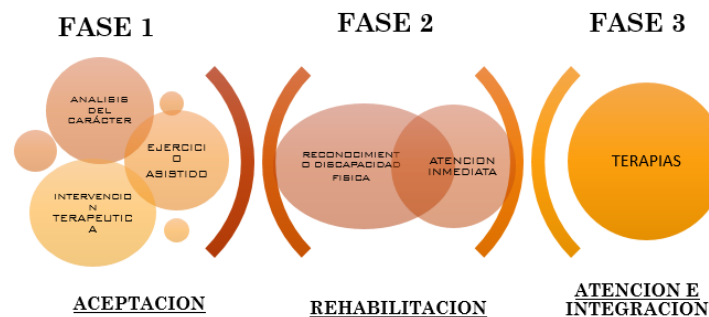 FASE 1
FASE 2
FASE 3
ANALISIS
DEL
CARÁCTER
EJERCICI
O
ASISTIDO
INTERVENCIO
N
TERAPEUTIC
A
RECONOCIMIENT
O DISCAPACIDAD
FISICA
ATENCION
INMEDIATA
TERAPIAS
ACEPTACION
REHABILITACION
ATENCION E
INTEGRACION